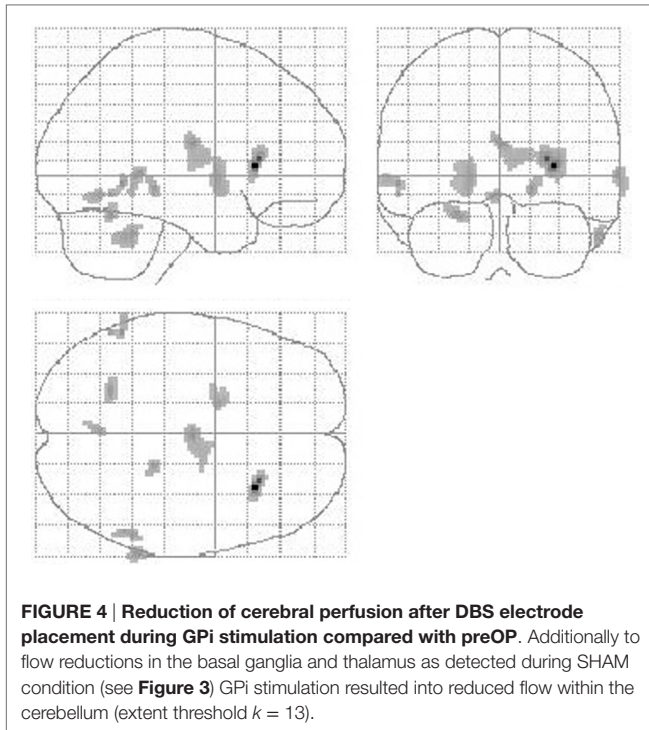 FIGURE 4 | Reduction of cerebral perfusion after DBS electrode
placement during GPi stimulation compared with preOP. Additionally to
flow reductions in the basal ganglia and thalamus as detected during SHAM
condition (see Figure 3) GPi stimulation resulted into reduced flow within the
cerebellum (extent threshold k = 13).